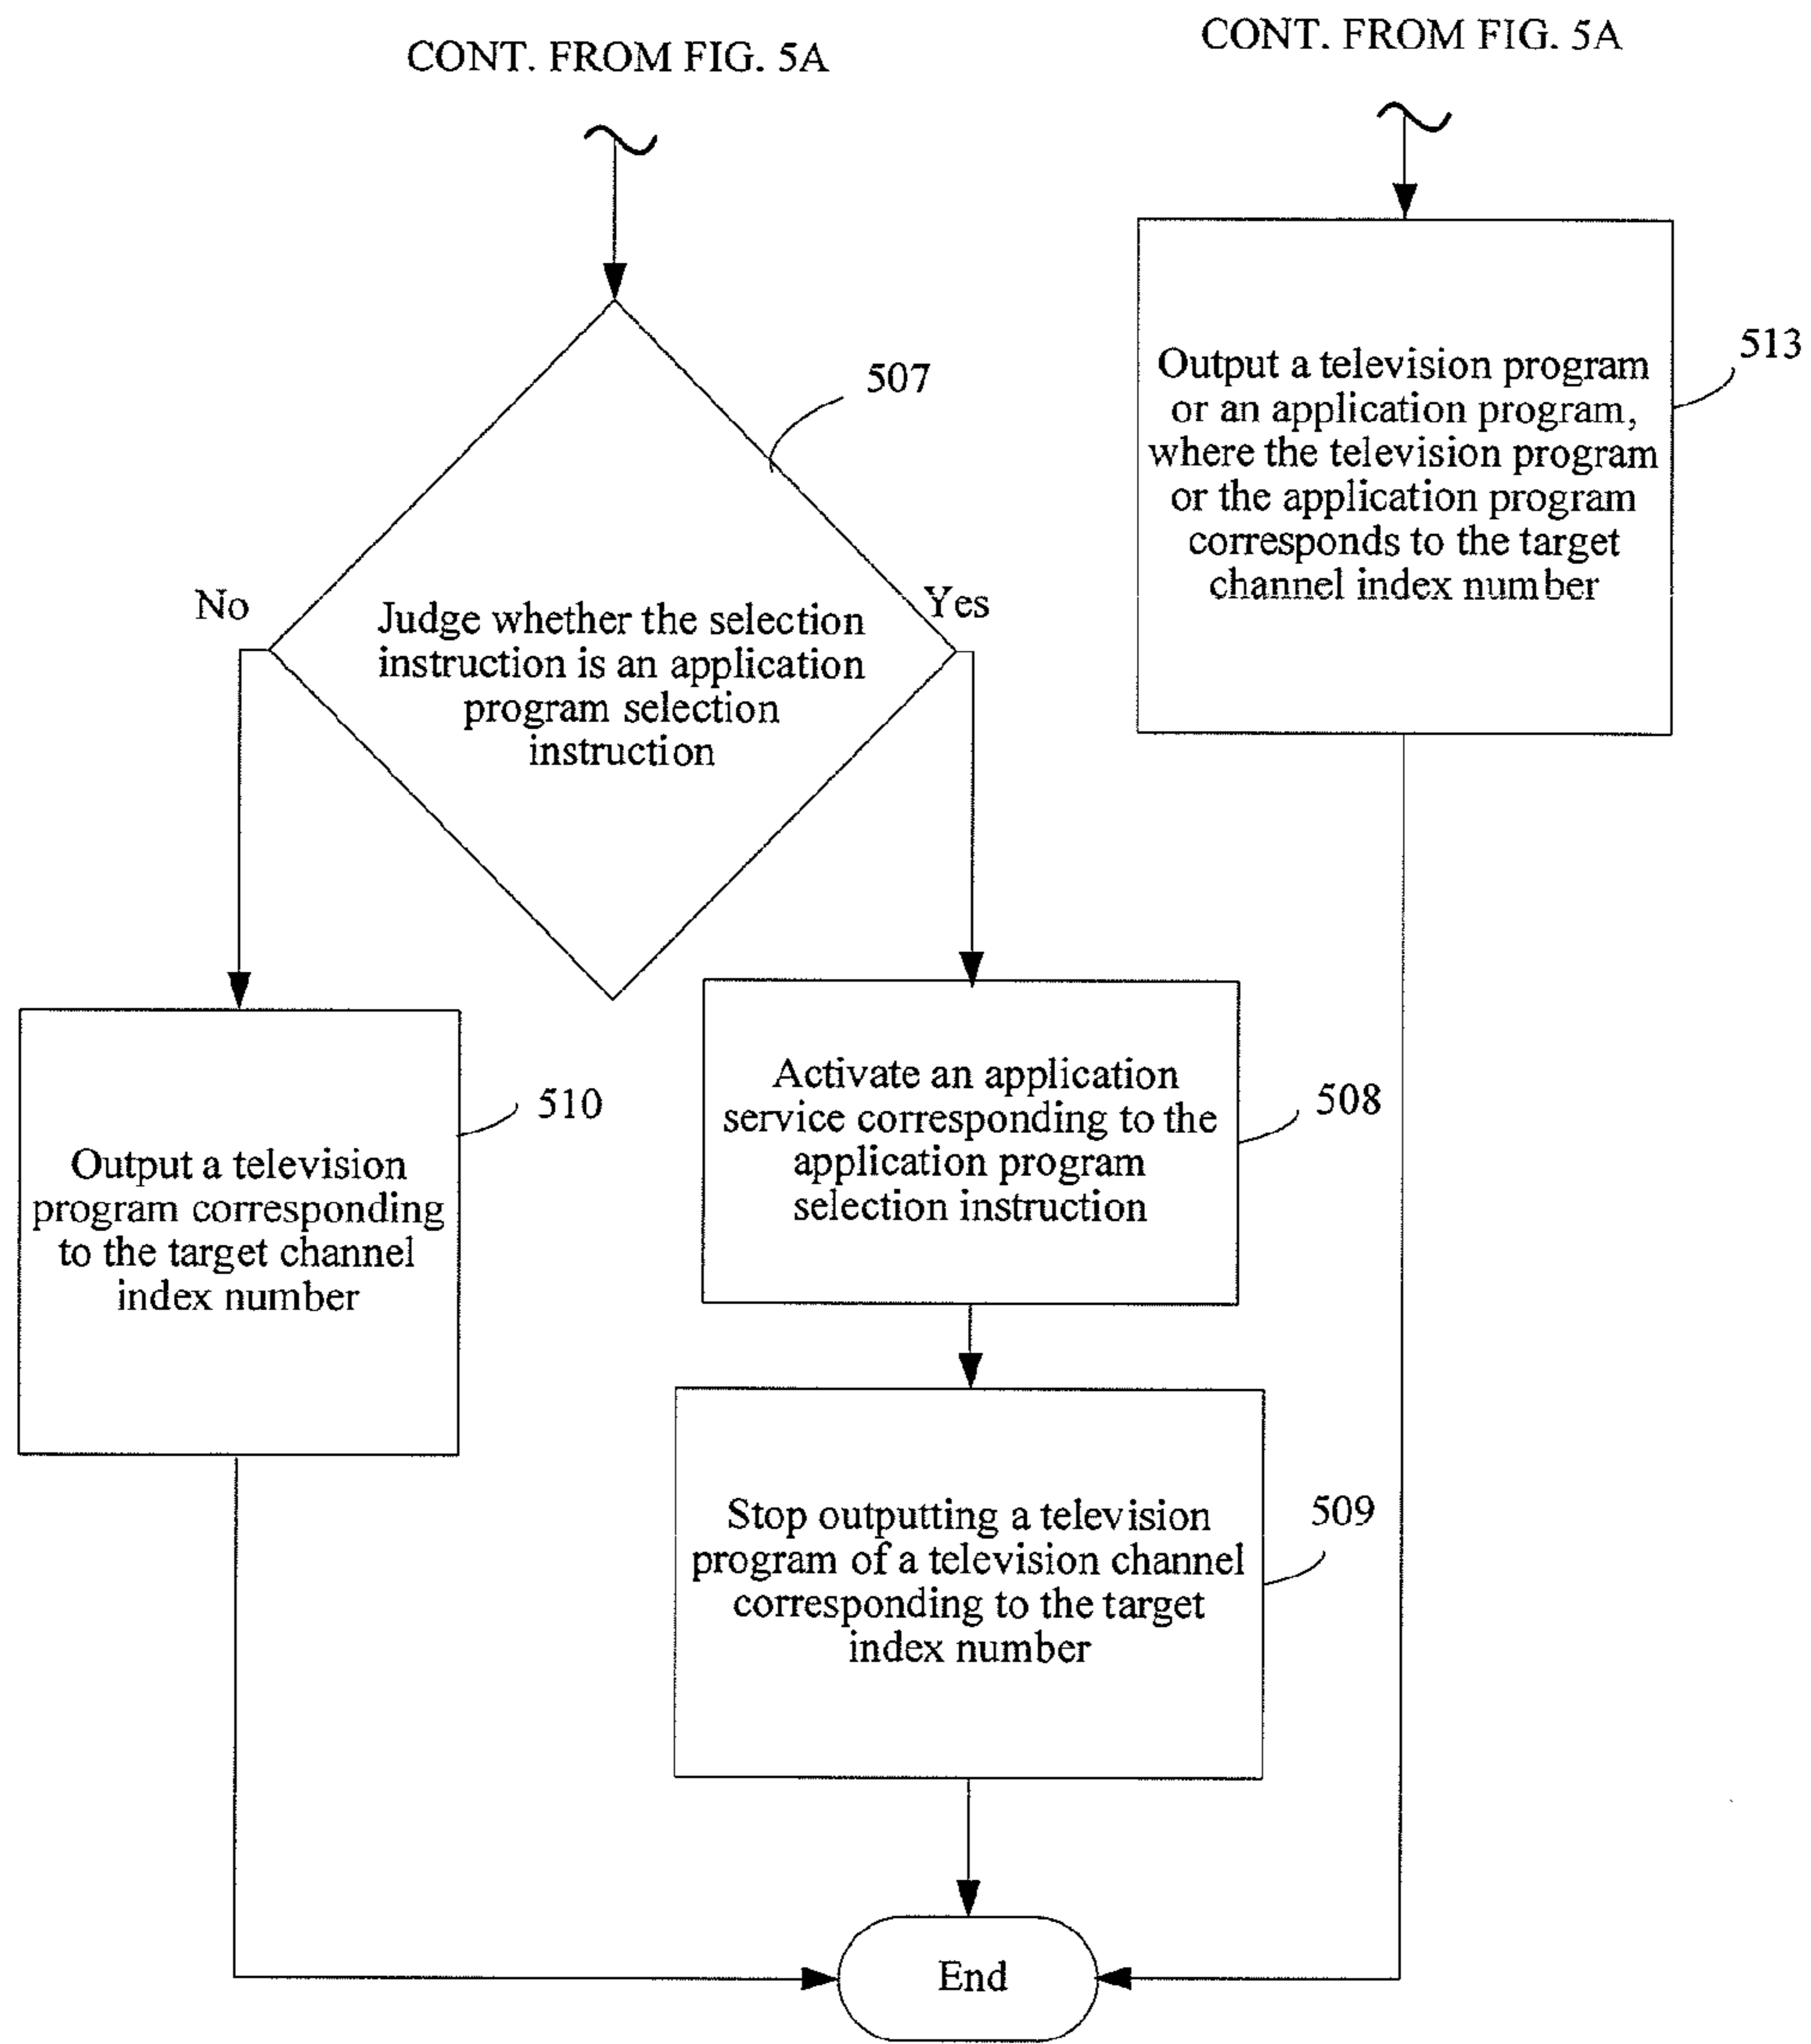 CONT. FROM FIG. 5A
CONT. FROM FIG. 5A
507
Judge whether the selection
instruction is an application
program selection
instruction
No
Yes
513
Output a television program
or an application program,
where the television program
or the application program
corresponds to the target
channel index number
510
Output a television
program corresponding
to the target channel
index number
508
Activate an application
service corresponding to the
application program
selection instruction
509
Stop outputting a television
program of a television channel
corresponding to the target
index number
End